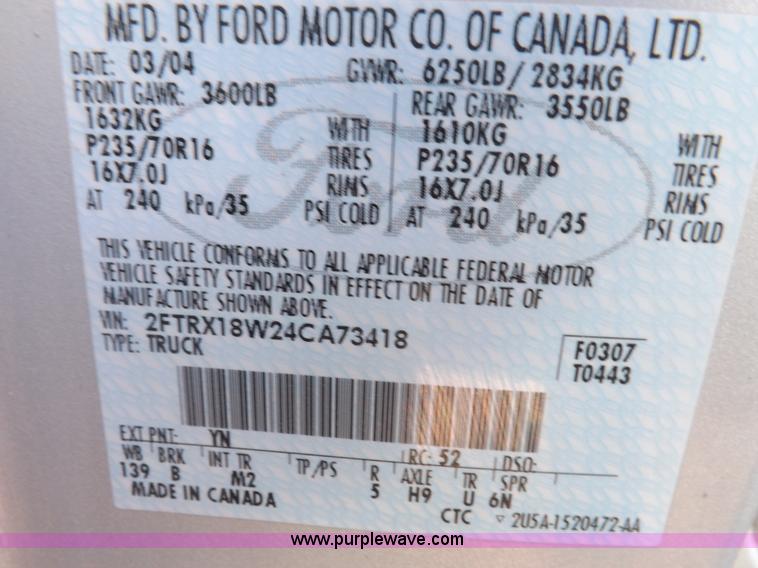 MFD. BY FORD MOTOR CO. OF CANADA, LTD.
DATE: 03/04 GVWR: 6250LB/ 2834KG
FRONT GAWR: 3600LB REAR GAWR: 3550LB
1632KG WITH 1610KG WITH
P235/70R16 TIRES P235/70R16 TIRES
16X7.0J RIMS 16X7.0J RIMS
AT 240 kPa/35 PSI COLD AT 240 kPa/35 PSI COLD
THIS VEHICLE CONFORMS TO ALL APPLICABLE FEDERAL MOTOR
VEHICLE SAFETY STANDARDS IN EFFECT ON THE DATE OF
MANUFACTURE SHOWN ABOVE.
VIN: 2FTRX18W24CA73418
TYPE: TRUCK
F0307
T0443
EXT PNT: YN RC: 52 DSO:
WB BRK INT TR TP/PS R AXLE TR SPR
139 B M2 5 H9 U 6N
MADE IN CANADA
CTC ▽ 2U5A-1520472-AA
Ford
www.purplewave.com